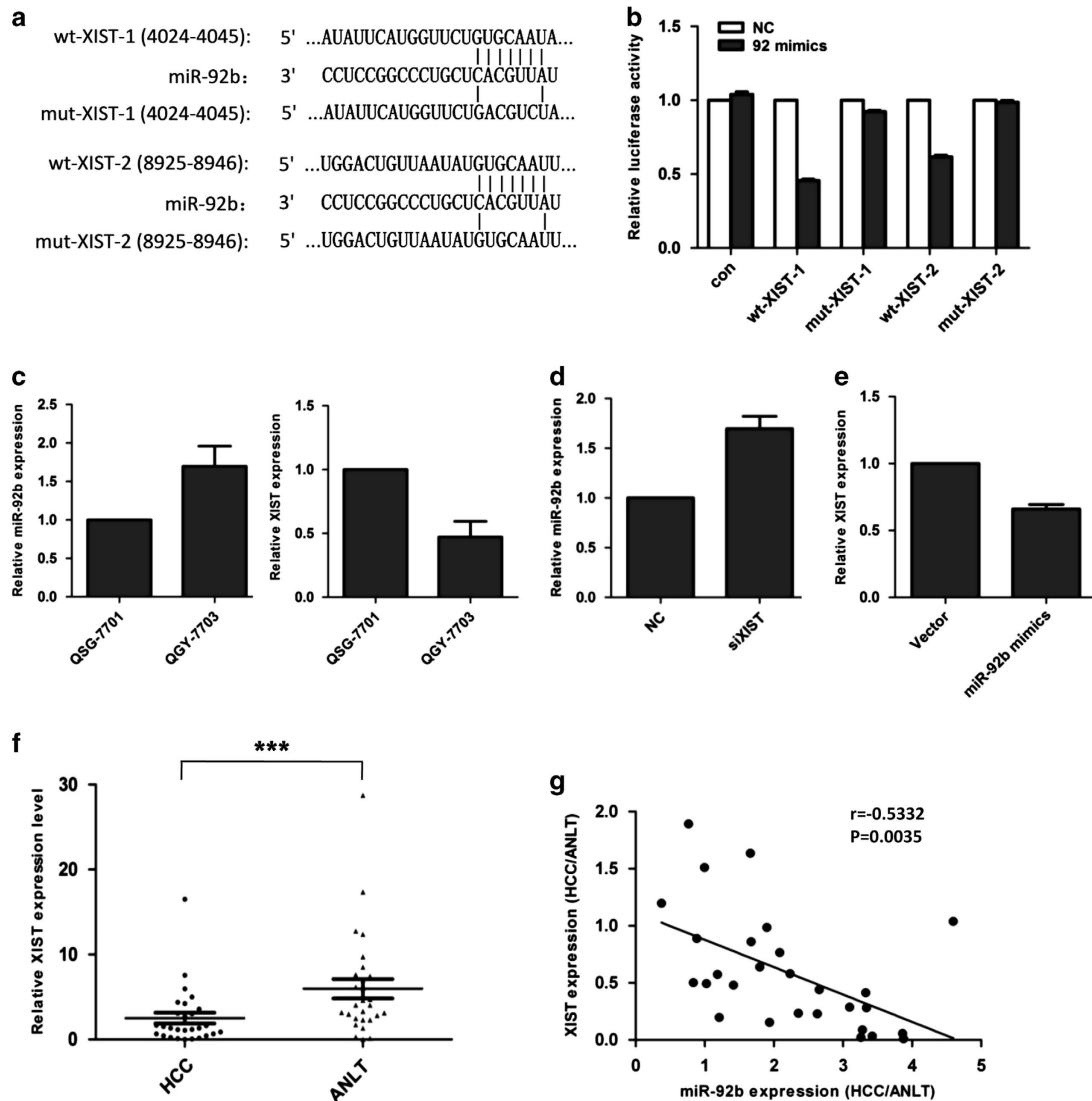 a
wt-XIST-1 (4024-4045): 5' ...AUAUUCAUGGUUCUGUGCAAUA...
miR-92b: 3' CCUCCGGCCCUGCUCACGUUAU
mut-XIST-1 (4024-4045): 5' ...AUAUUCAUGGUUCUGACGUCUA...
wt-XIST-2 (8925-8946): 5' ...UGGACUGUUAAUAUGUGCAAUU...
miR-92b: 3' CCUCCGGCCCUGCUCACGUUAU
mut-XIST-2 (8925-8946): 5' ...UGGACUGUUAAUAUGUGCAAUU...
b
NC
92 mimics
Relative luciferase activity
1.5
1.0
0.5
0.0
con
wt-XIST-1
mut-XIST-1
wt-XIST-2
mut-XIST-2
c
Relative miR-92b expression
2.5
2.0
1.5
1.0
0.5
0.0
QSG-7701
QGY-7703
Relative XIST expression
1.5
1.0
0.5
0.0
QSG-7701
QGY-7703
d
Relative miR-92b expression
2.0
1.5
1.0
0.5
0.0
NC
siXIST
e
Relative XIST expression
1.5
1.0
0.5
0.0
Vector
miR-92b mimics
f
***
Relative XIST expression level
30
20
10
0
HCC
ANLT
g
r=-0.5332
P=0.0035
XIST expression (HCC/ANLT)
2.0
1.5
1.0
0.5
0.0
0 1 2 3 4 5
miR-92b expression (HCC/ANLT)